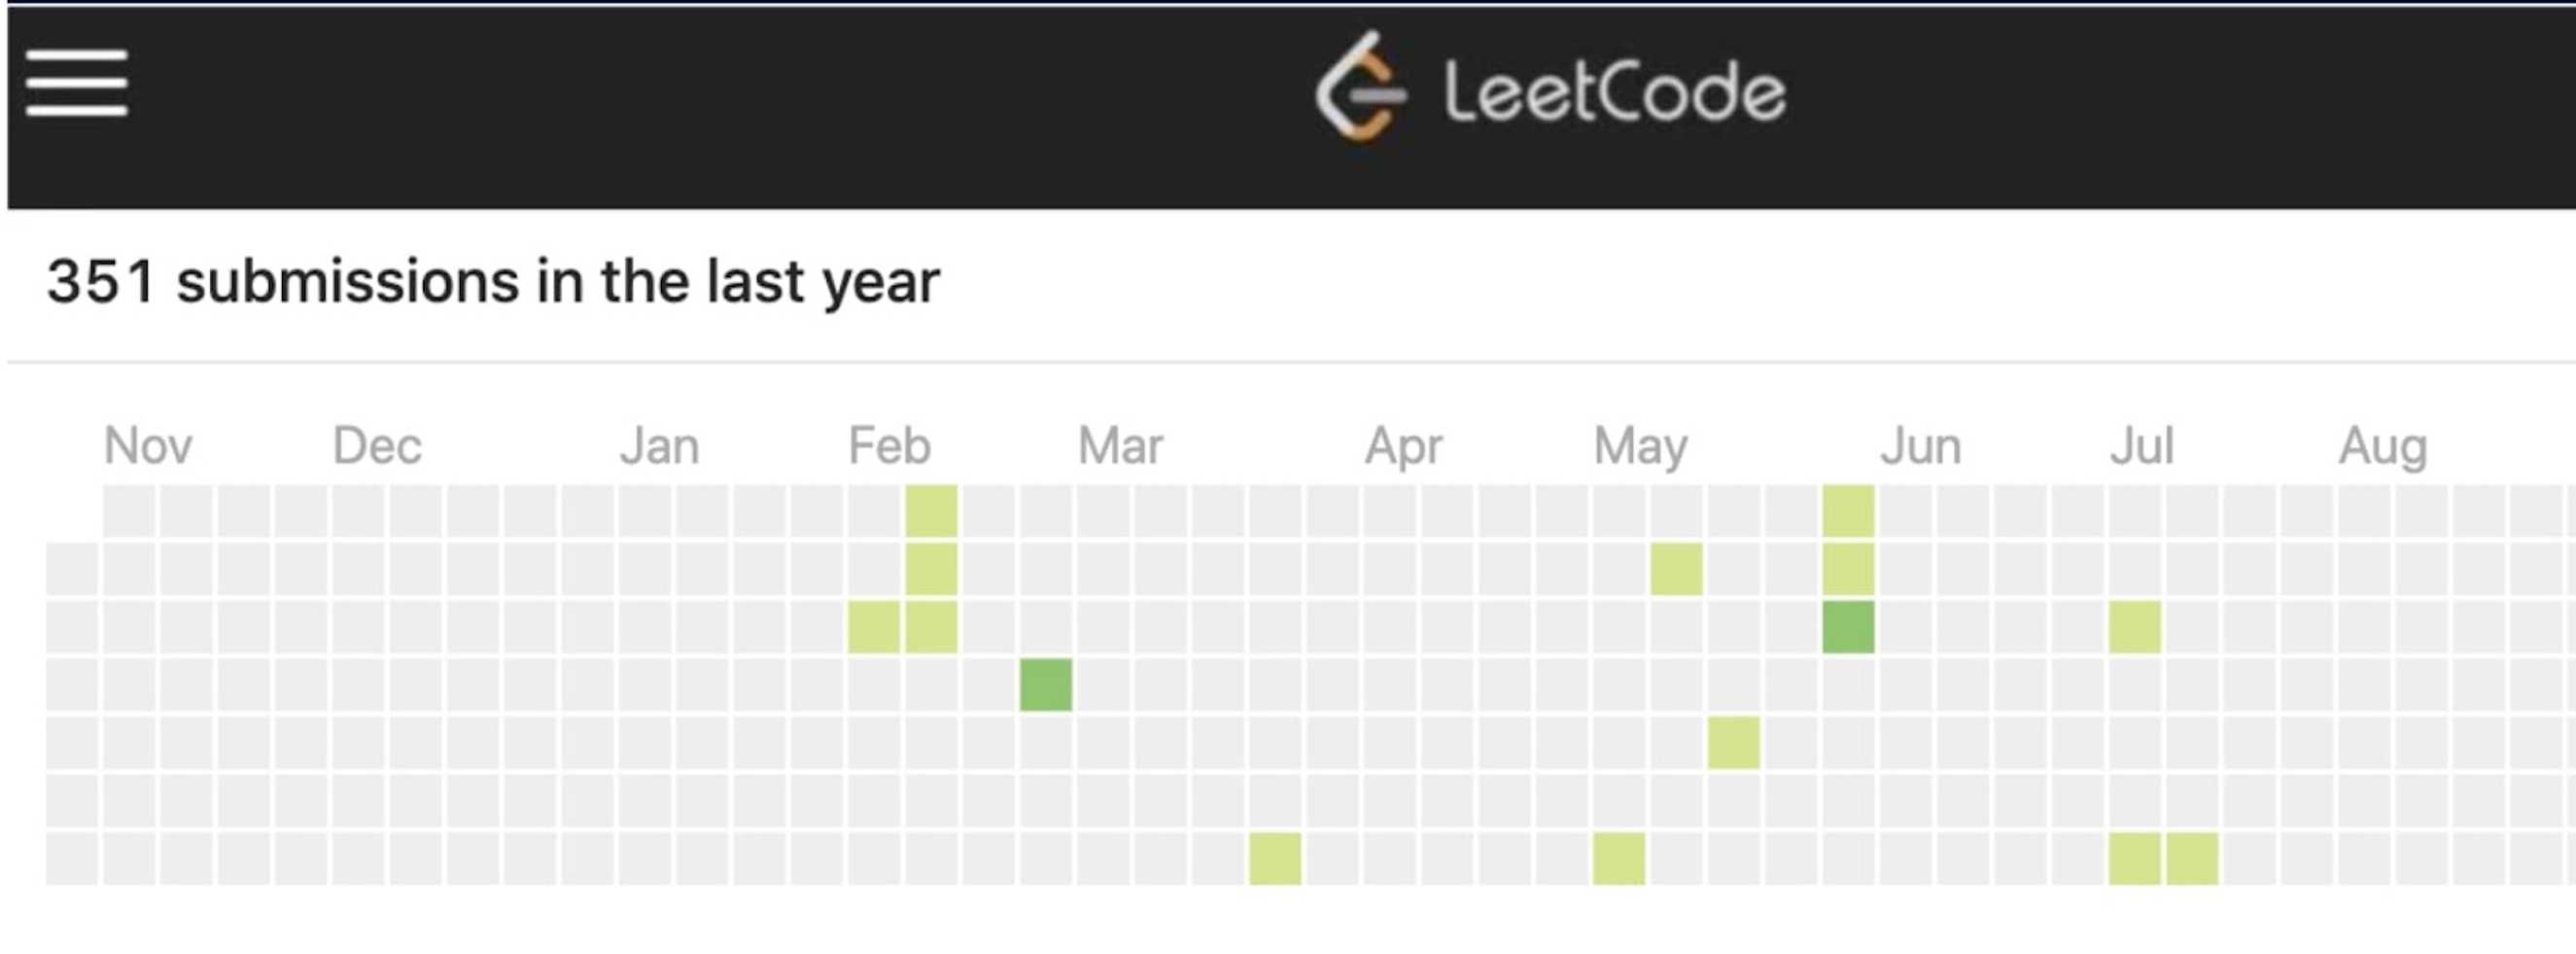 LeetCode
351 submissions in the last year
Nov Dec Jan Feb Mar Apr May Jun Jul Aug